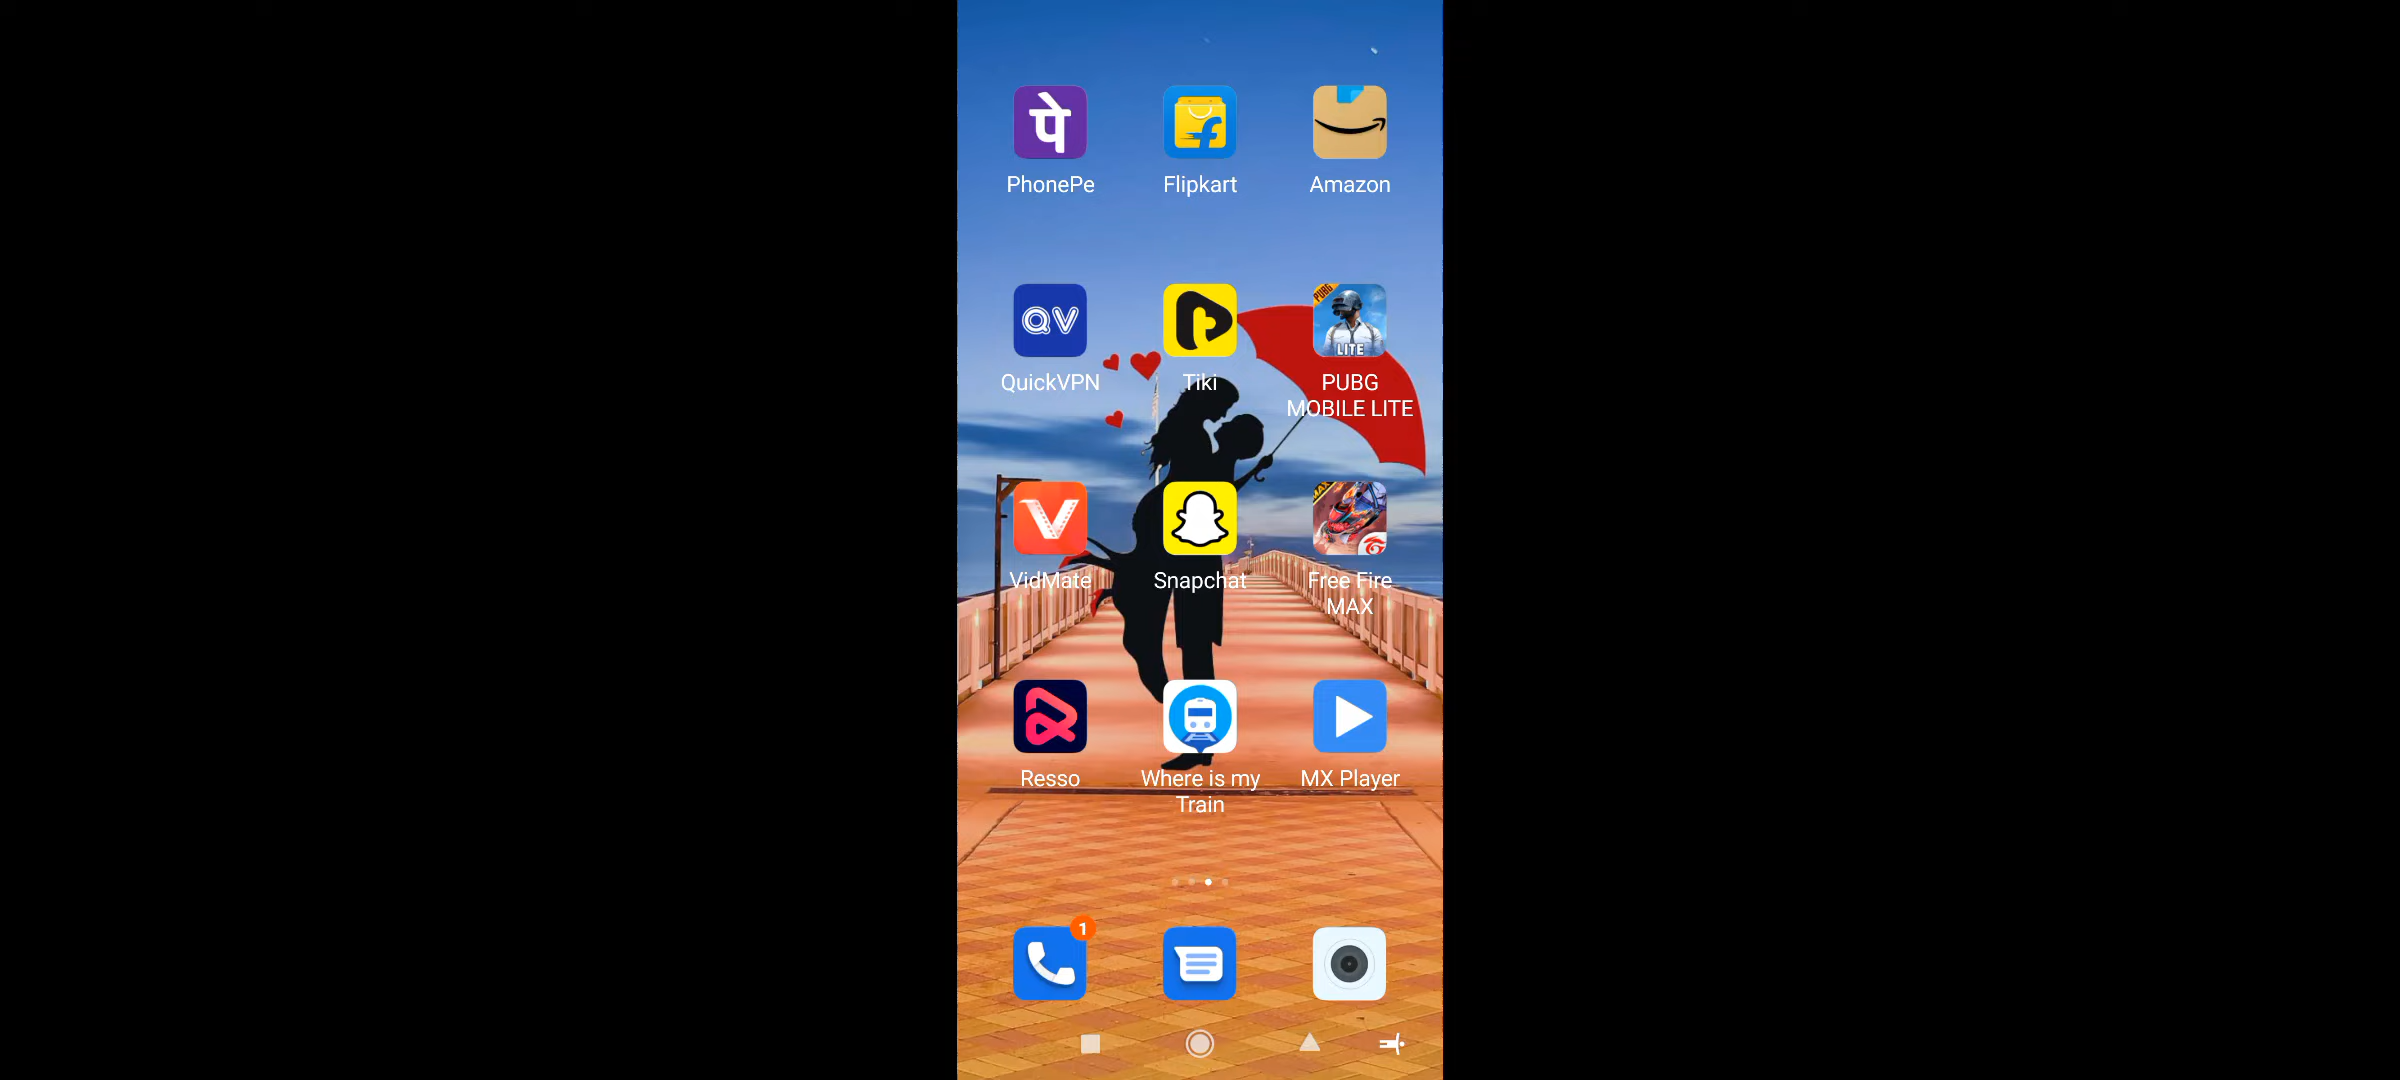 पे
PhonePe
Flipkart
Amazon
QV
PUBG
LITE
QuickVPN
Tiki
PUBG
MOBILE LITE
MAX
VidMate
Snapchat
Free Fire
MAX
Resso
Where is my
Train
MX Player
1